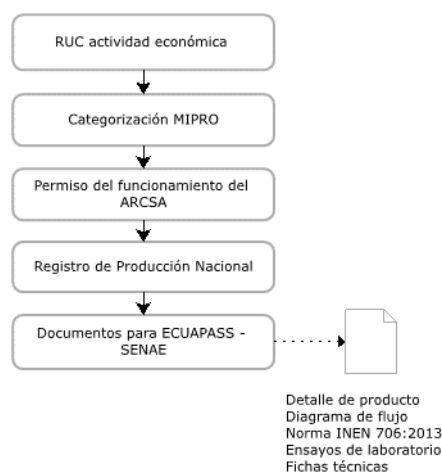 RUC actividad económica
Categorización MIPRO
Permiso del funcionamiento del
ARCSA
Registro de Producción Nacional
Documentos para ECUAPASS -
SENAE
Detalle de producto
Diagrama de flujo
Norma INEN 706:2013
Ensayos de laboratorio
Fichas técnicas